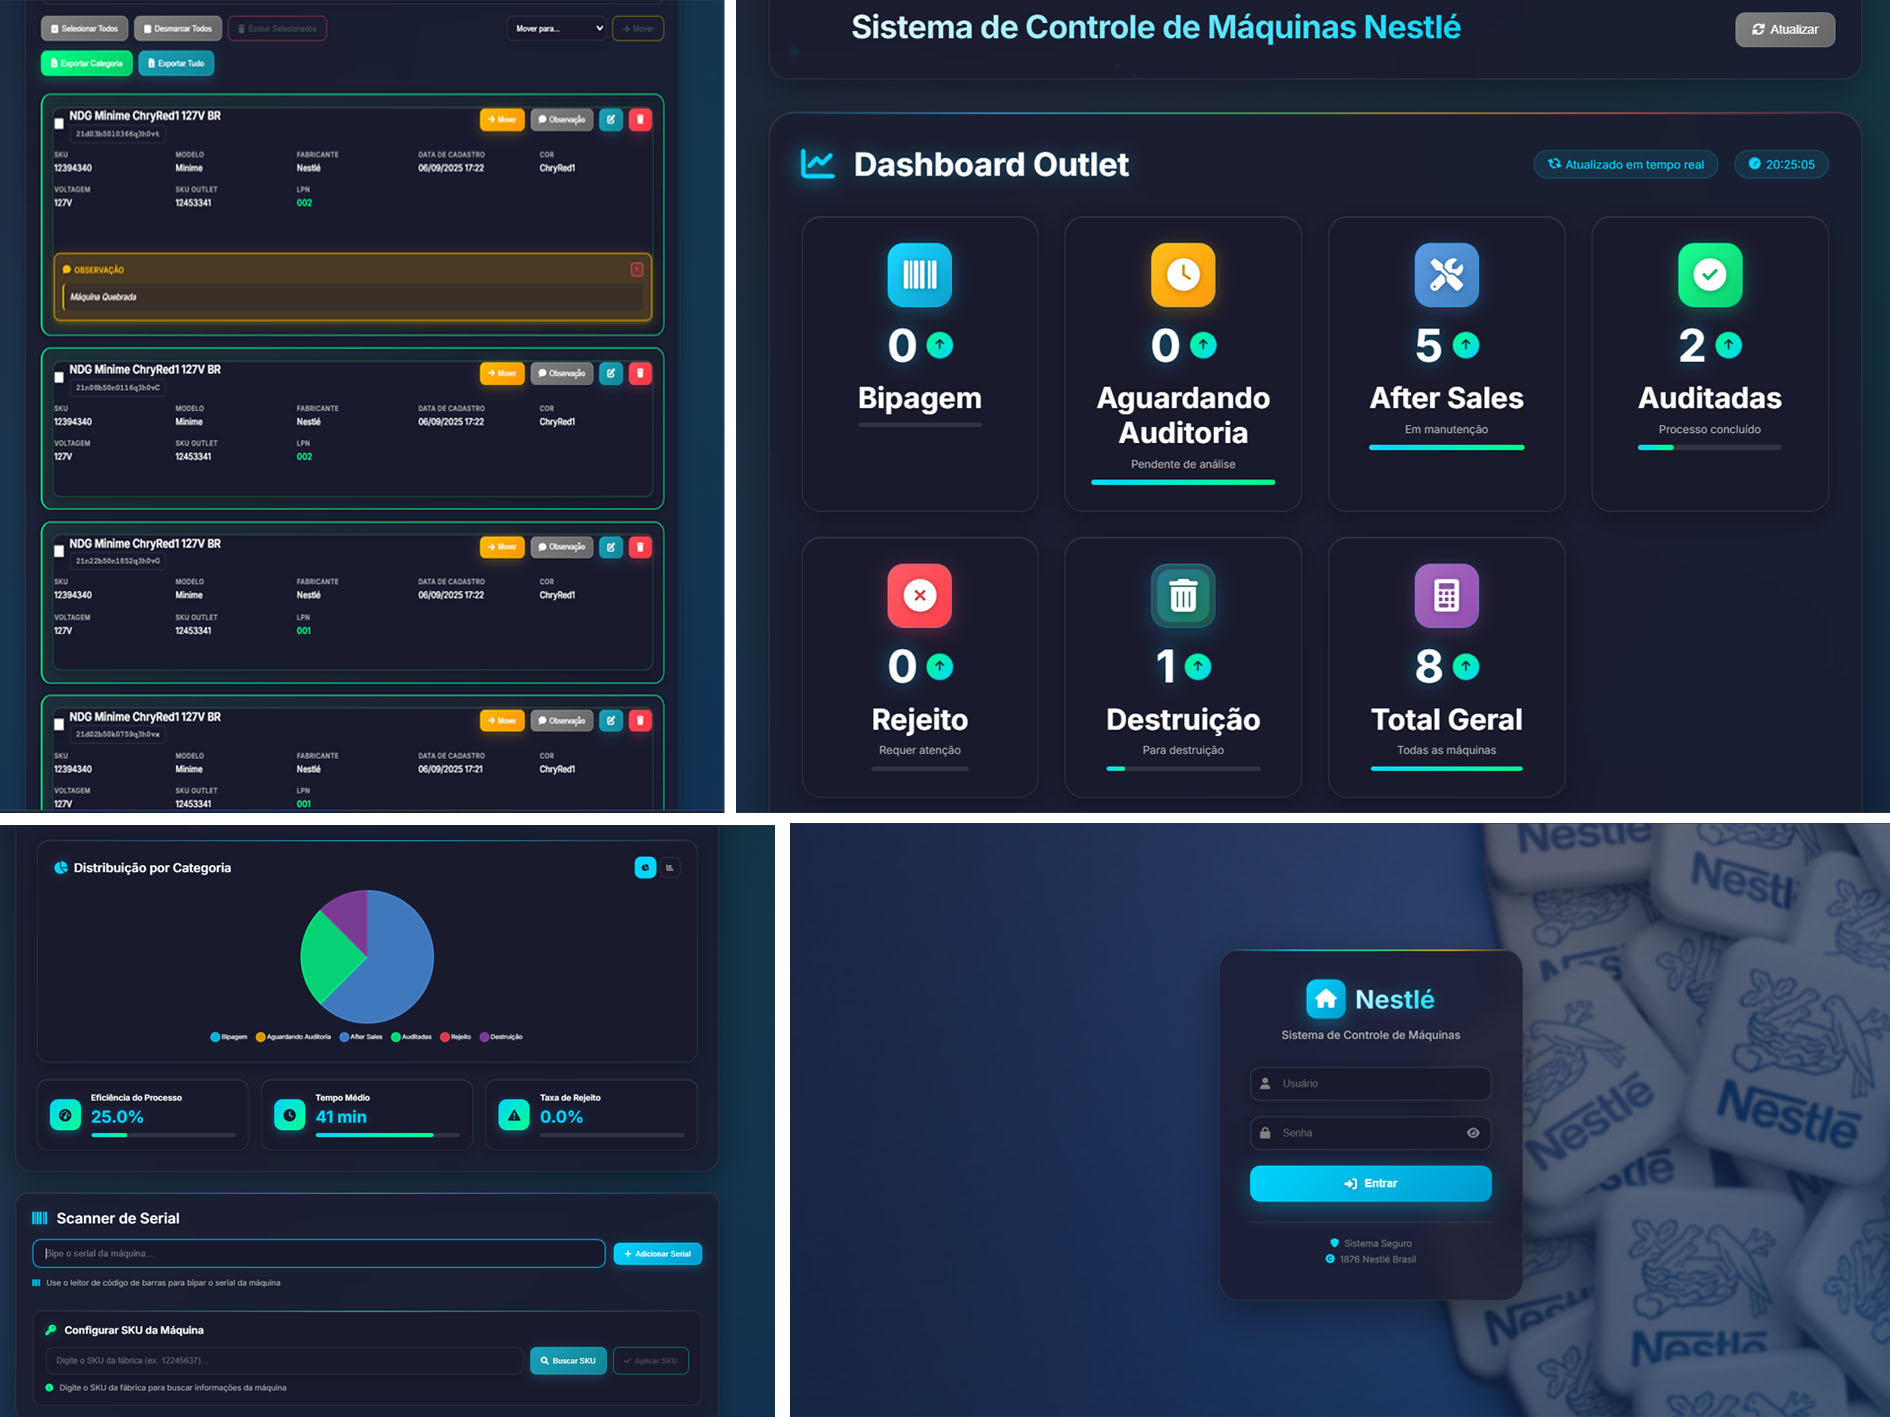 Selecionar Todos
Desmarcar Todos
Excluir Selecionados
Mover para...
Mover
Exportar Categoria
Exportar Tudo
NDG Minime ChryRed1 127V BR
21d03b5010366q3h0vt
Mover
Observação
SKU MODELO FABRICANTE DATA DE CADASTRO COR
12394340 Minime Nestlé 06/09/2025 17:22 ChryRed1
VOLTAGEM SKU OUTLET LPN
127V 12453341 002
OBSERVAÇÃO
Máquina Quebrada
NDG Minime ChryRed1 127V BR
21n08b50n0116q3h0vC
Mover
Observação
SKU MODELO FABRICANTE DATA DE CADASTRO COR
12394340 Minime Nestlé 06/09/2025 17:22 ChryRed1
VOLTAGEM SKU OUTLET LPN
127V 12453341 002
NDG Minime ChryRed1 127V BR
21n22b50n1852q3h0vG
Mover
Observação
SKU MODELO FABRICANTE DATA DE CADASTRO COR
12394340 Minime Nestlé 06/09/2025 17:22 ChryRed1
VOLTAGEM SKU OUTLET LPN
127V 12453341 001
NDG Minime ChryRed1 127V BR
21d02b50k0759q3h0vx
Mover
Observação
SKU MODELO FABRICANTE DATA DE CADASTRO COR
12394340 Minime Nestlé 06/09/2025 17:21 ChryRed1
VOLTAGEM SKU OUTLET LPN
127V 12453341 001
Sistema de Controle de Máquinas Nestlé
Atualizar
Dashboard Outlet
Atualizado em tempo real
20:25:05
0
Bipagem
0
Aguardando
Auditoria
Pendente de análise
5
After Sales
Em manutenção
2
Auditadas
Processo concluído
0
Rejeito
Requer atenção
1
Destruição
Para destruição
8
Total Geral
Todas as máquinas
Distribuição por Categoria
Bipagem Aguardando Auditoria After Sales Auditadas Rejeito Destruição
Eficiência do Processo
25.0%
Tempo Médio
41 min
Taxa de Rejeito
0.0%
Scanner de Serial
Bipe o serial da máquina...
Adicionar Serial
Use o leitor de código de barras para bipar o serial da máquina
Configurar SKU da Máquina
Digite o SKU da fábrica (ex: 12245637)...
Buscar SKU
Aplicar SKU
Digite o SKU da fábrica para buscar informações da máquina
Nestlé
Sistema de Controle de Máquinas
Usuário
Senha
Entrar
Sistema Seguro
1876 Nestlé Brasil
Nestlé
Nestlé
Nestlé
Nestlé
Nestlé